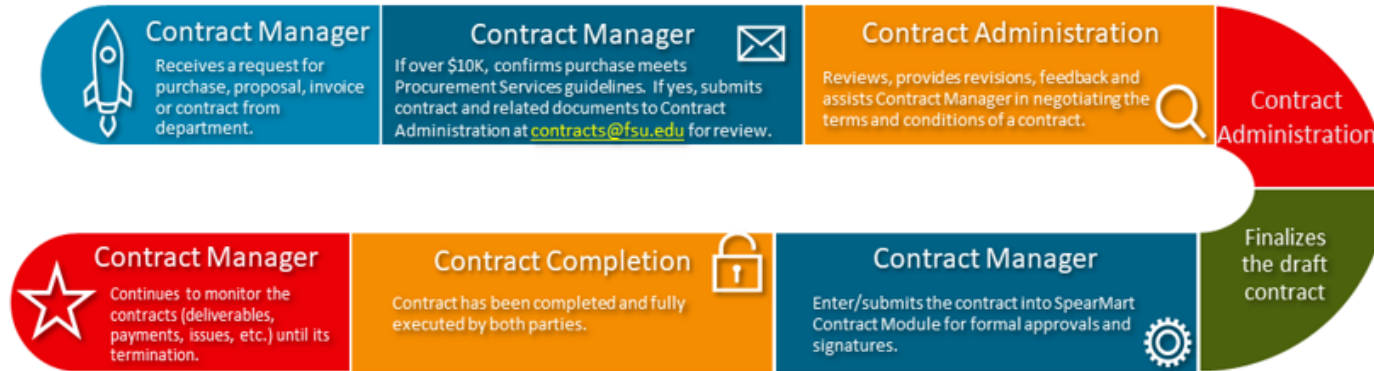 Contract Manager
Receives a request for
purchase, proposal, invoice
or contract from
department.
Contract Manager
If over $10K, confirms purchase meets
Procurement Services guidelines. If yes, submits
contract and related documents to Contract
Administration at contracts@fsu.edu for review.
Contract Administration
Reviews, provides revisions, feedback and
assists Contract Manager in negotiating the
terms and conditions of a contract.
Contract
Administration
Finalizes
the draft
contract
Contract Manager
Enter/submits the contract into SpearMart
Contract Module for formal approvals and
signatures.
Contract Completion
Contract has been completed and fully
executed by both parties.
Contract Manager
Continues to monitor the
contracts (deliverables,
payments, issues, etc.) until its
termination.